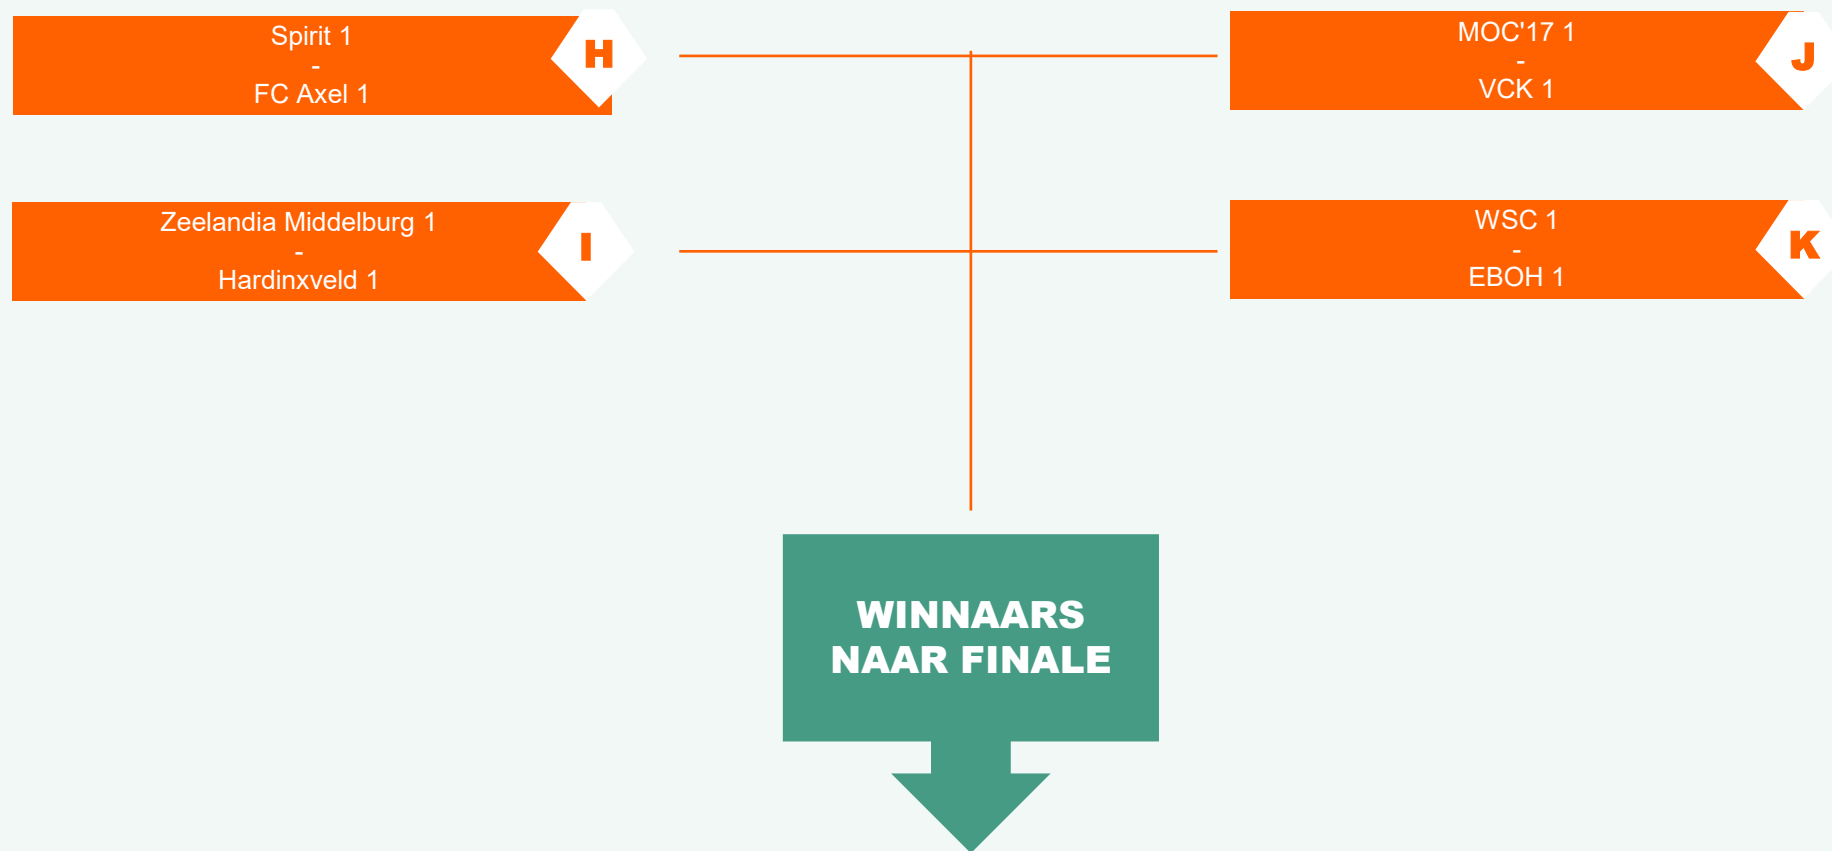 Spirit 1
-
FC Axel 1
H
MOC'17 1
-
VCK 1
J
Zeelandia Middelburg 1
-
Hardinxveld 1
I
WSC 1
-
EBOH 1
K
WINNAARS
NAAR FINALE